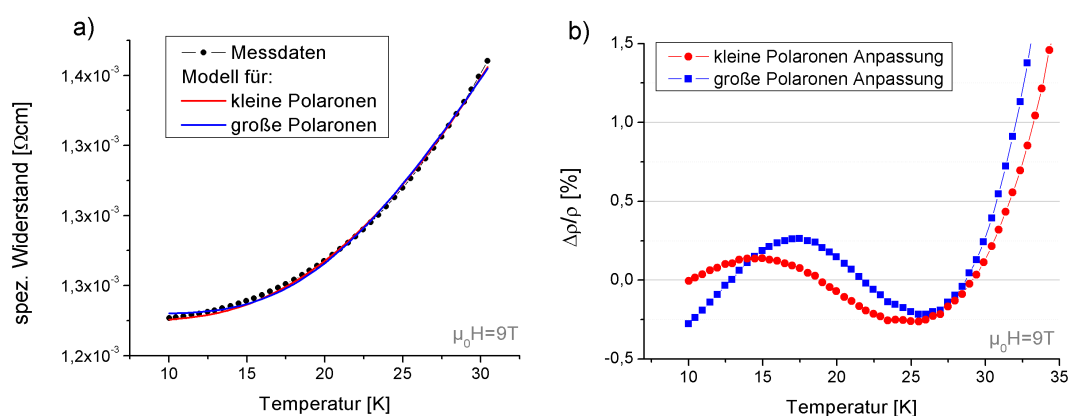 a)
spez. Widerstand [Ωcm]
1,4x10⁻³
1,3x10⁻³
1,3x10⁻³
1,3x10⁻³
1,2x10⁻³
Messdaten
Modell für:
kleine Polaronen
große Polaronen
μ₀H=9T
10 15 20 25 30
Temperatur [K]
b)
Δρ/ρ [%]
1,5
1,0
0,5
0,0
-0,5
kleine Polaronen Anpassung
große Polaronen Anpassung
μ₀H=9T
10 15 20 25 30 35
Temperatur [K]